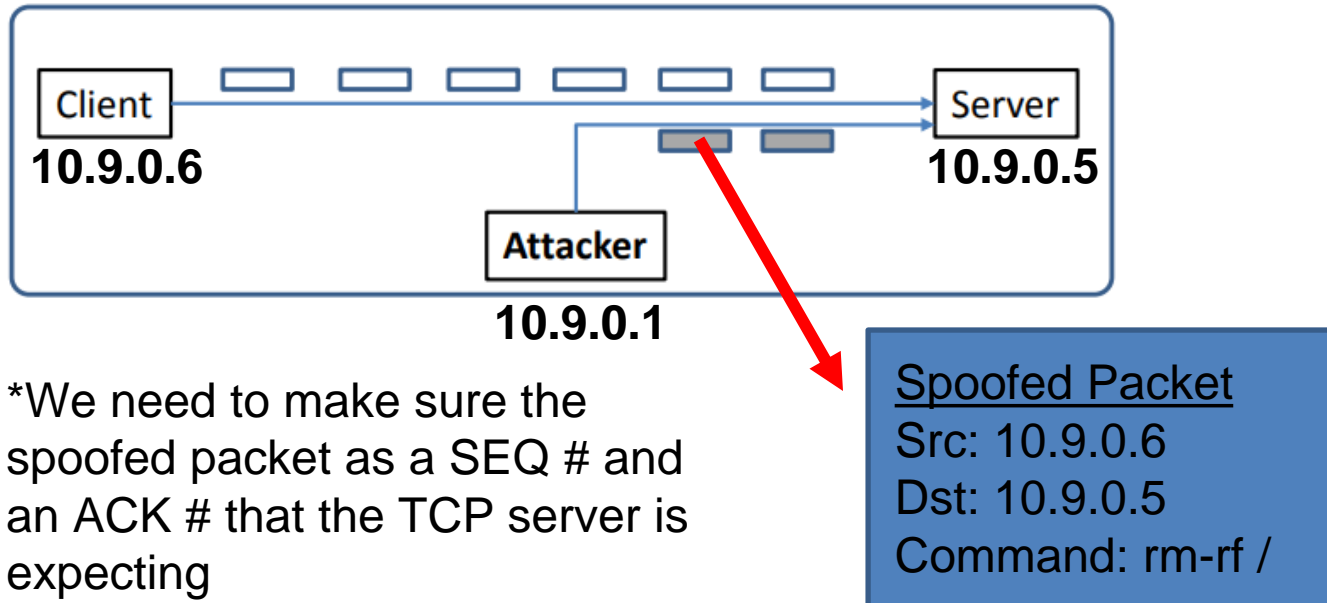 Client
Server
10.9.0.6
10.9.0.5
Attacker
10.9.0.1
*We need to make sure the
spoofed packet as a SEQ # and
an ACK # that the TCP server is
expecting
Spoofed Packet
Src: 10.9.0.6
Dst: 10.9.0.5
Command: rm-rf /